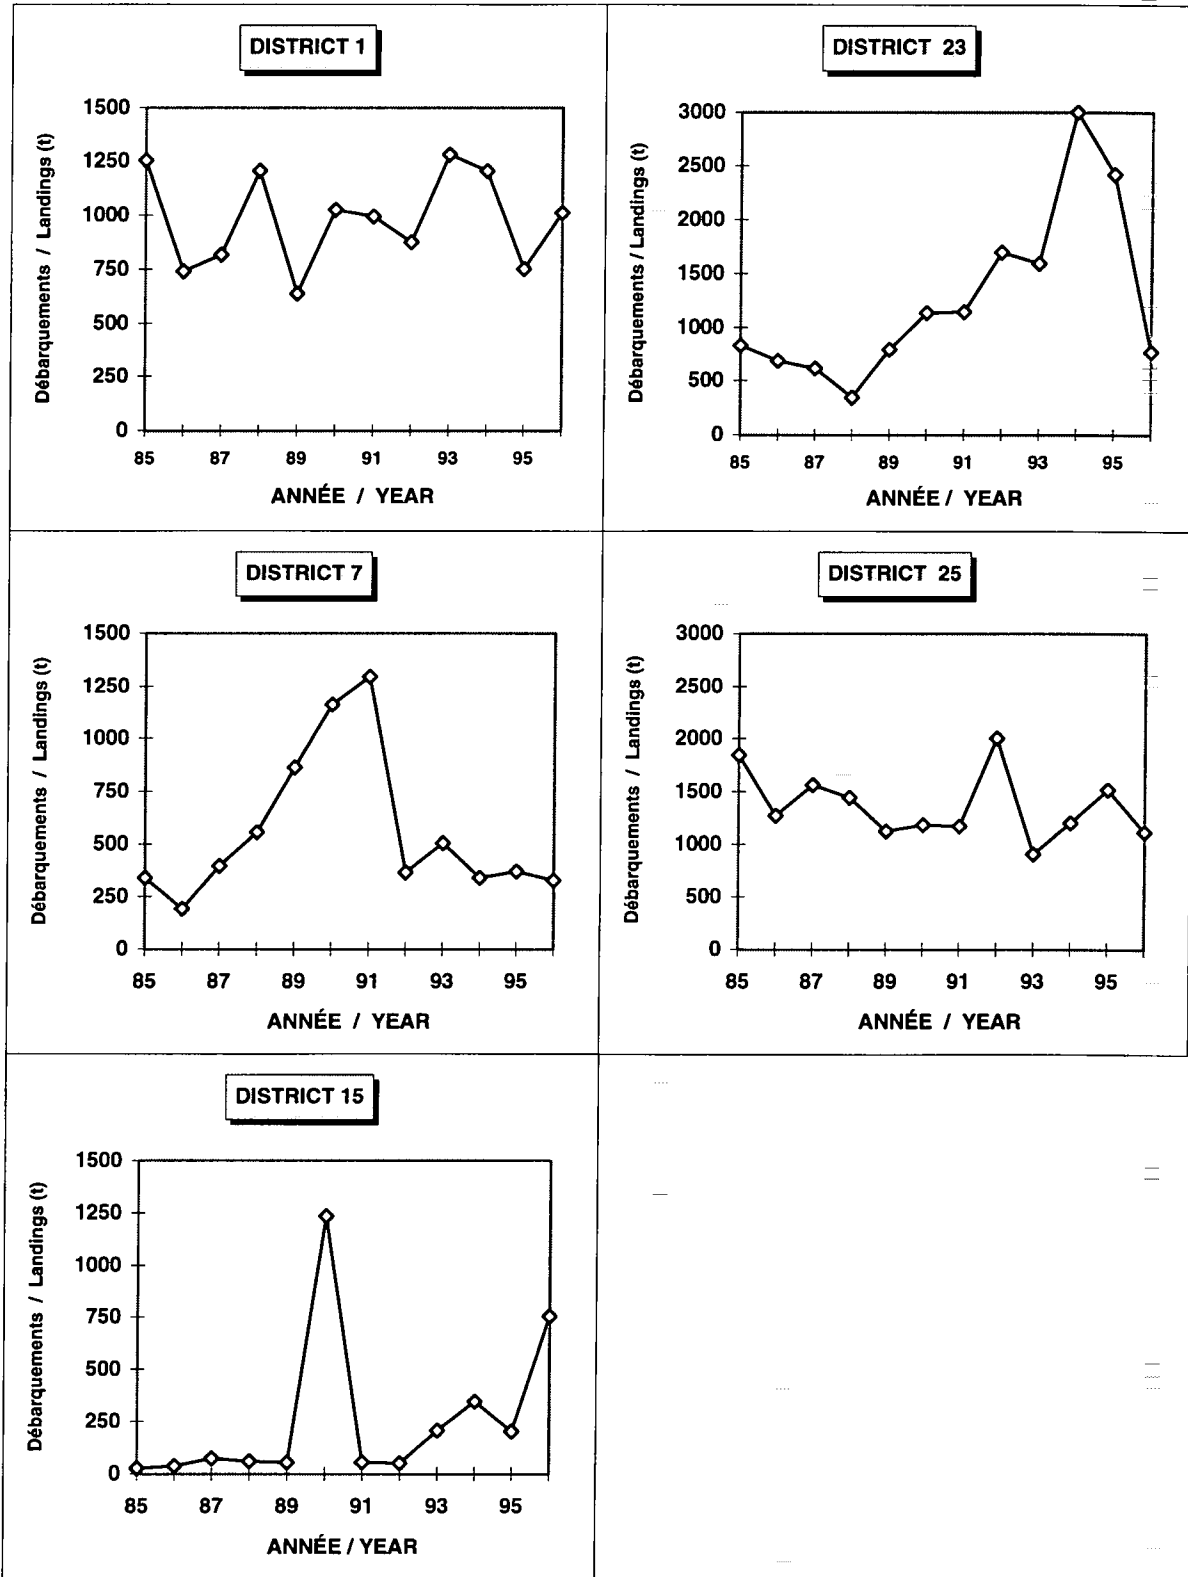 DISTRICT 1
Débarquements / Landings (t)
1500
1250
1000
750
500
250
0
85 87 89 91 93 95
ANNÉE / YEAR
DISTRICT 23
Débarquements / Landings (t)
3000
2500
2000
1500
1000
500
0
85 87 89 91 93 95
ANNÉE / YEAR
DISTRICT 7
Débarquements / Landings (t)
1500
1250
1000
750
500
250
0
85 87 89 91 93 95
ANNÉE / YEAR
DISTRICT 25
Débarquements / Landings (t)
3000
2500
2000
1500
1000
500
0
85 87 89 91 93 95
ANNÉE / YEAR
DISTRICT 15
Débarquements / Landings (t)
1500
1250
1000
750
500
250
0
85 87 89 91 93 95
ANNÉE / YEAR